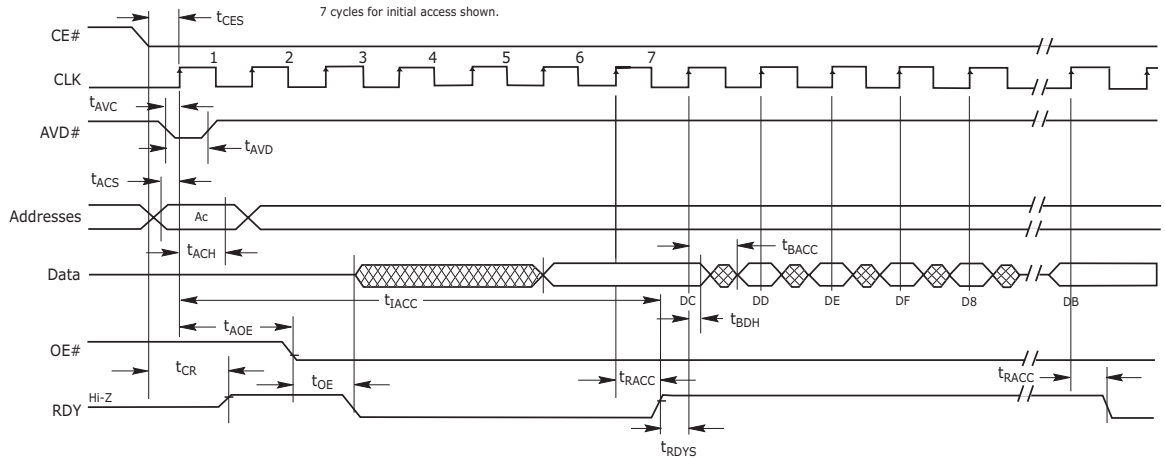 7 cycles for initial access shown.
tCES
CE#
1 2 3 4 5 6 7
CLK
tAVC
AVD#
tAVD
tACS
Addresses
Ac
tACH
tBACC
Data
tIACC
DC DD DE DF D8 DB
tBDH
tAOE
OE#
tCR
tOE
tRACC
tRACC
Hi-Z
RDY
tRDYS